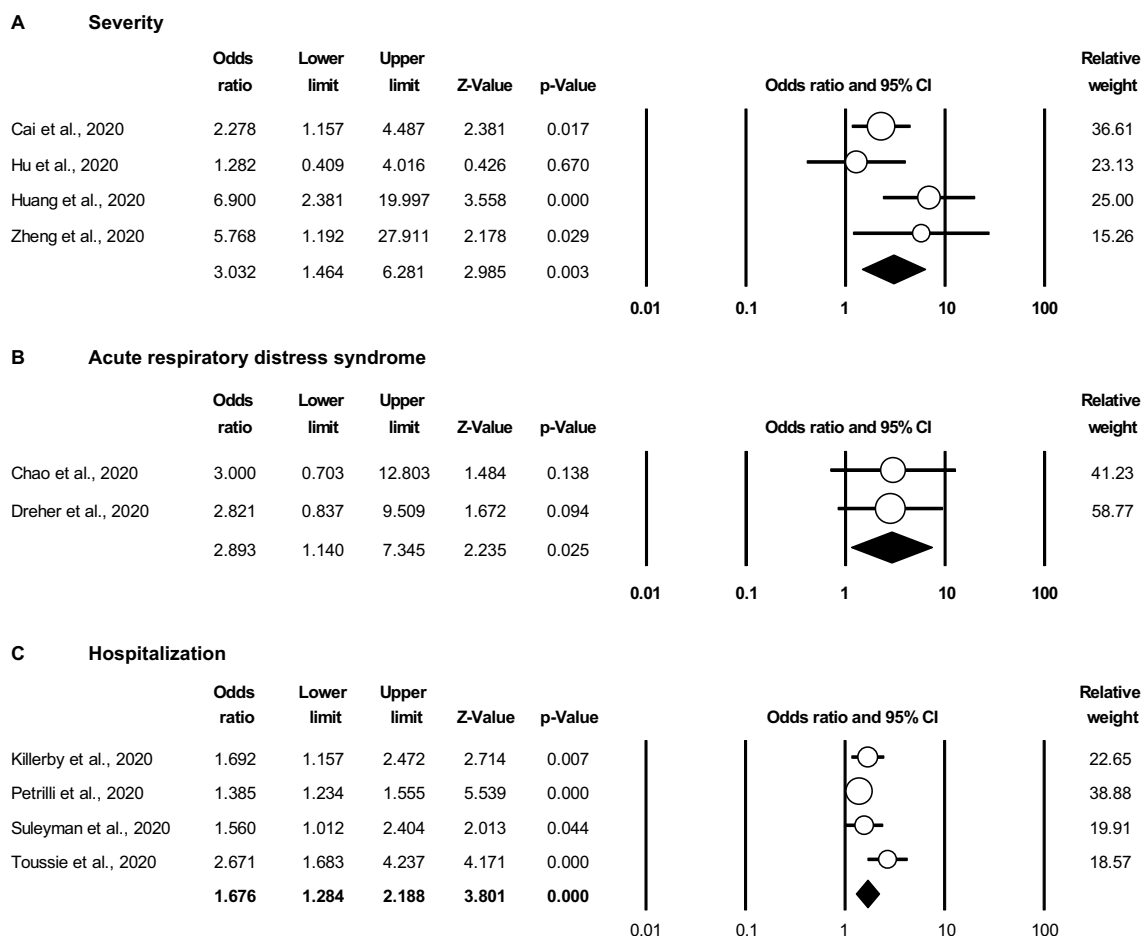 A Severity
Odds Lower Upper Relative
ratio limit limit Z-Value p-Value Odds ratio and 95% CI weight
Cai et al., 2020 2.278 1.157 4.487 2.381 0.017 36.61
Hu et al., 2020 1.282 0.409 4.016 0.426 0.670 23.13
Huang et al., 2020 6.900 2.381 19.997 3.558 0.000 25.00
Zheng et al., 2020 5.768 1.192 27.911 2.178 0.029 15.26
3.032 1.464 6.281 2.985 0.003
0.01 0.1 1 10 100
B Acute respiratory distress syndrome
Odds Lower Upper Relative
ratio limit limit Z-Value p-Value Odds ratio and 95% CI weight
Chao et al., 2020 3.000 0.703 12.803 1.484 0.138 41.23
Dreher et al., 2020 2.821 0.837 9.509 1.672 0.094 58.77
2.893 1.140 7.345 2.235 0.025
0.01 0.1 1 10 100
C Hospitalization
Odds Lower Upper Relative
ratio limit limit Z-Value p-Value Odds ratio and 95% CI weight
Killerby et al., 2020 1.692 1.157 2.472 2.714 0.007 22.65
Petrilli et al., 2020 1.385 1.234 1.555 5.539 0.000 38.88
Suleyman et al., 2020 1.560 1.012 2.404 2.013 0.044 19.91
Toussie et al., 2020 2.671 1.683 4.237 4.171 0.000 18.57
1.676 1.284 2.188 3.801 0.000
0.01 0.1 1 10 100